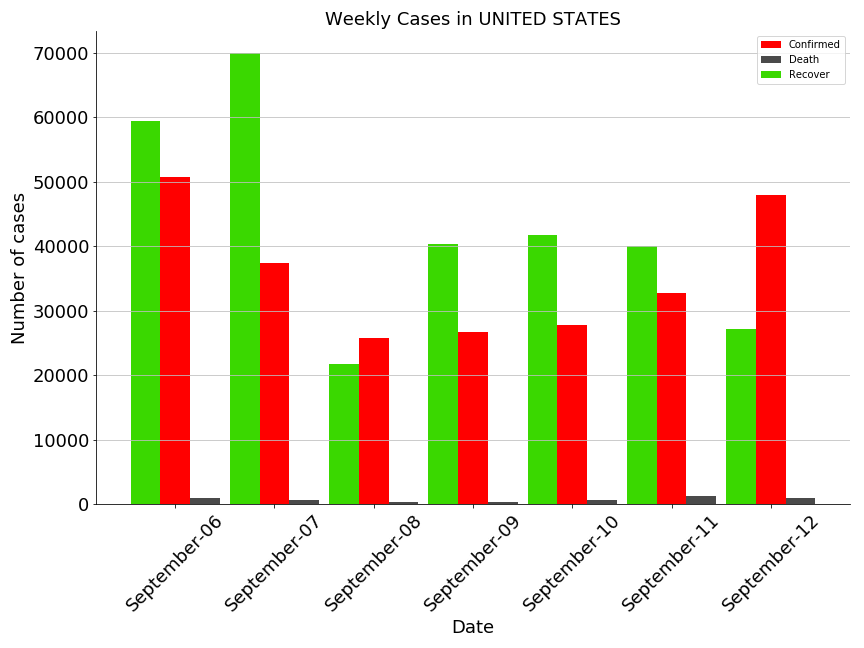 Weekly Cases in UNITED STATES
Confirmed
Death
Recover
Number of cases
70000
60000
50000
40000
30000
20000
10000
0
September-06
September-07
September-08
September-09
September-10
September-11
September-12
Date